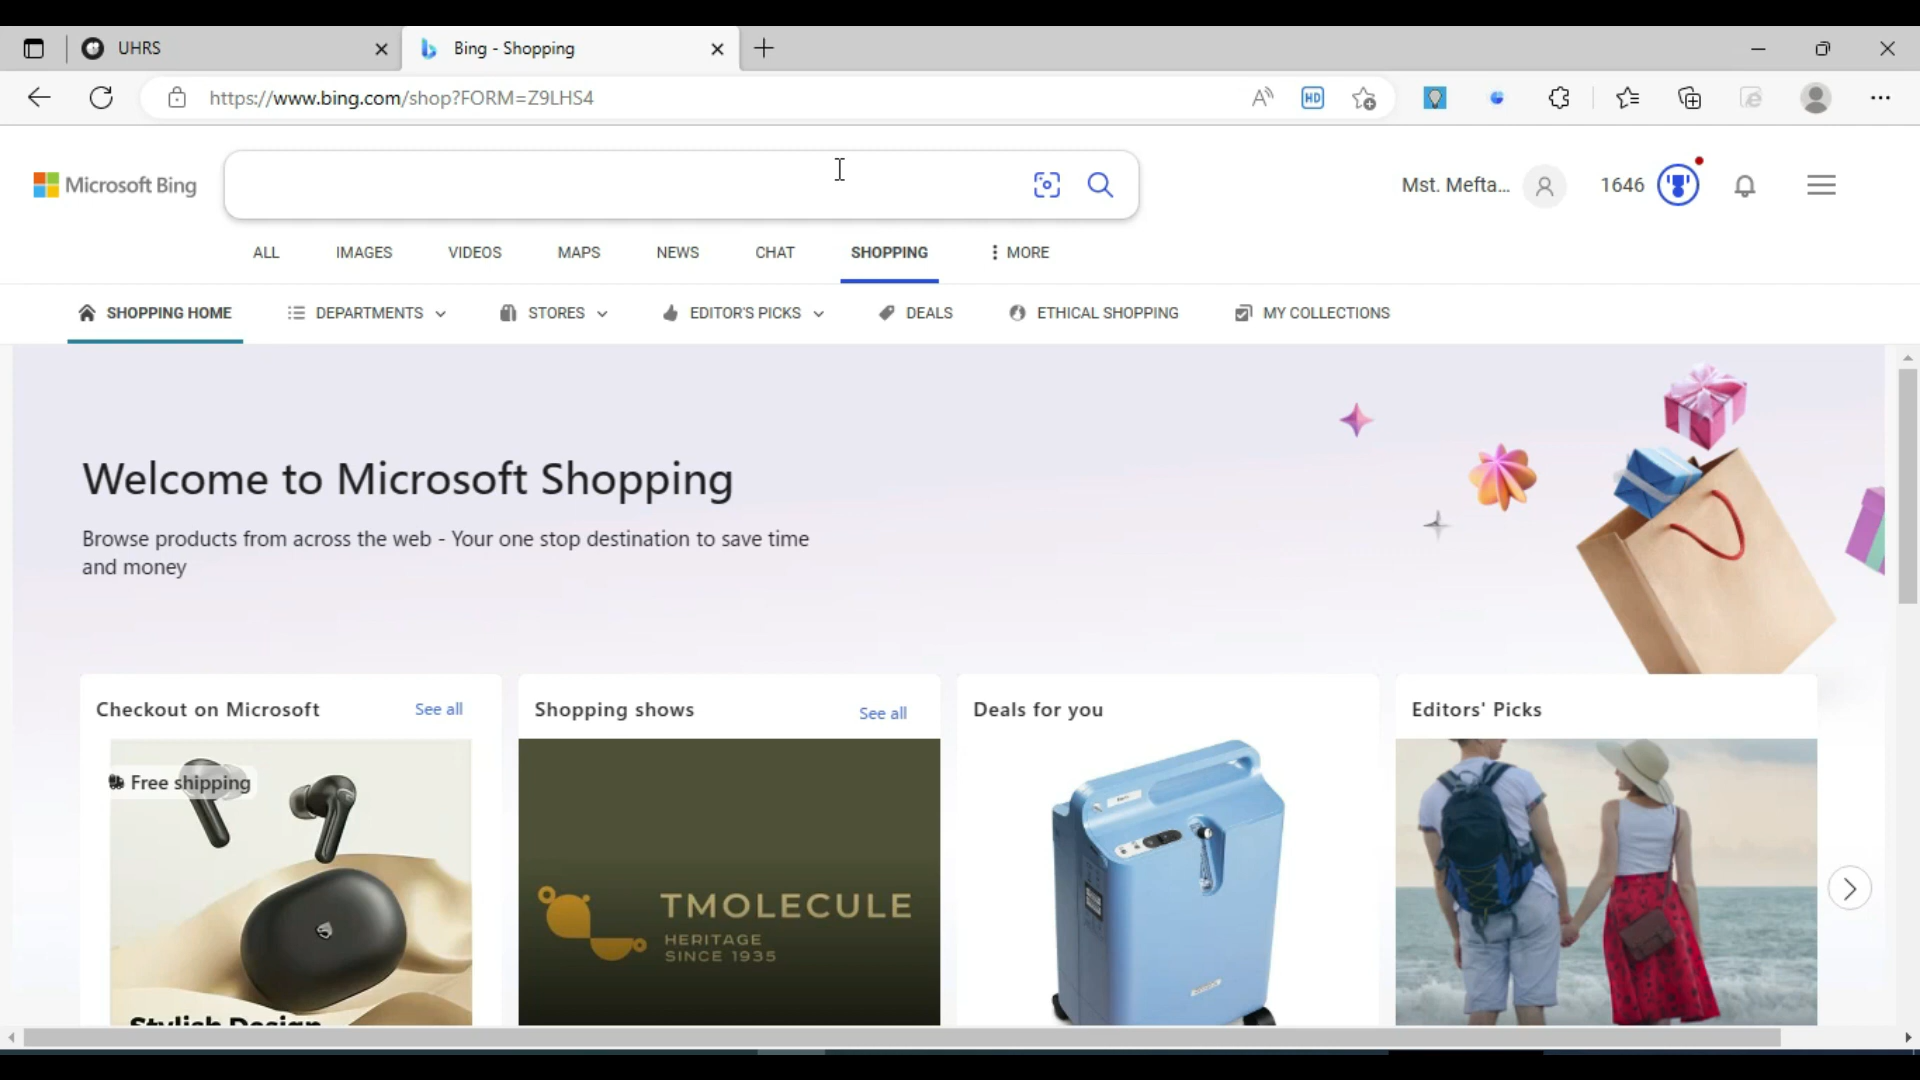 UHRS
Bing - Shopping
https://www.bing.com/shop?FORM=Z9LHS4
HD
Microsoft Bing
Mst. Mefta...
1646
ALL IMAGES VIDEOS MAPS NEWS CHAT SHOPPING MORE
SHOPPING HOME DEPARTMENTS STORES EDITOR'S PICKS DEALS ETHICAL SHOPPING MY COLLECTIONS
Welcome to Microsoft Shopping
Browse products from across the web - Your one stop destination to save time
and money
Checkout on Microsoft See all
Free shipping
Stylish Design
Shopping shows See all
TMOLECULE
HERITAGE
SINCE 1935
Deals for you
Editors' Picks